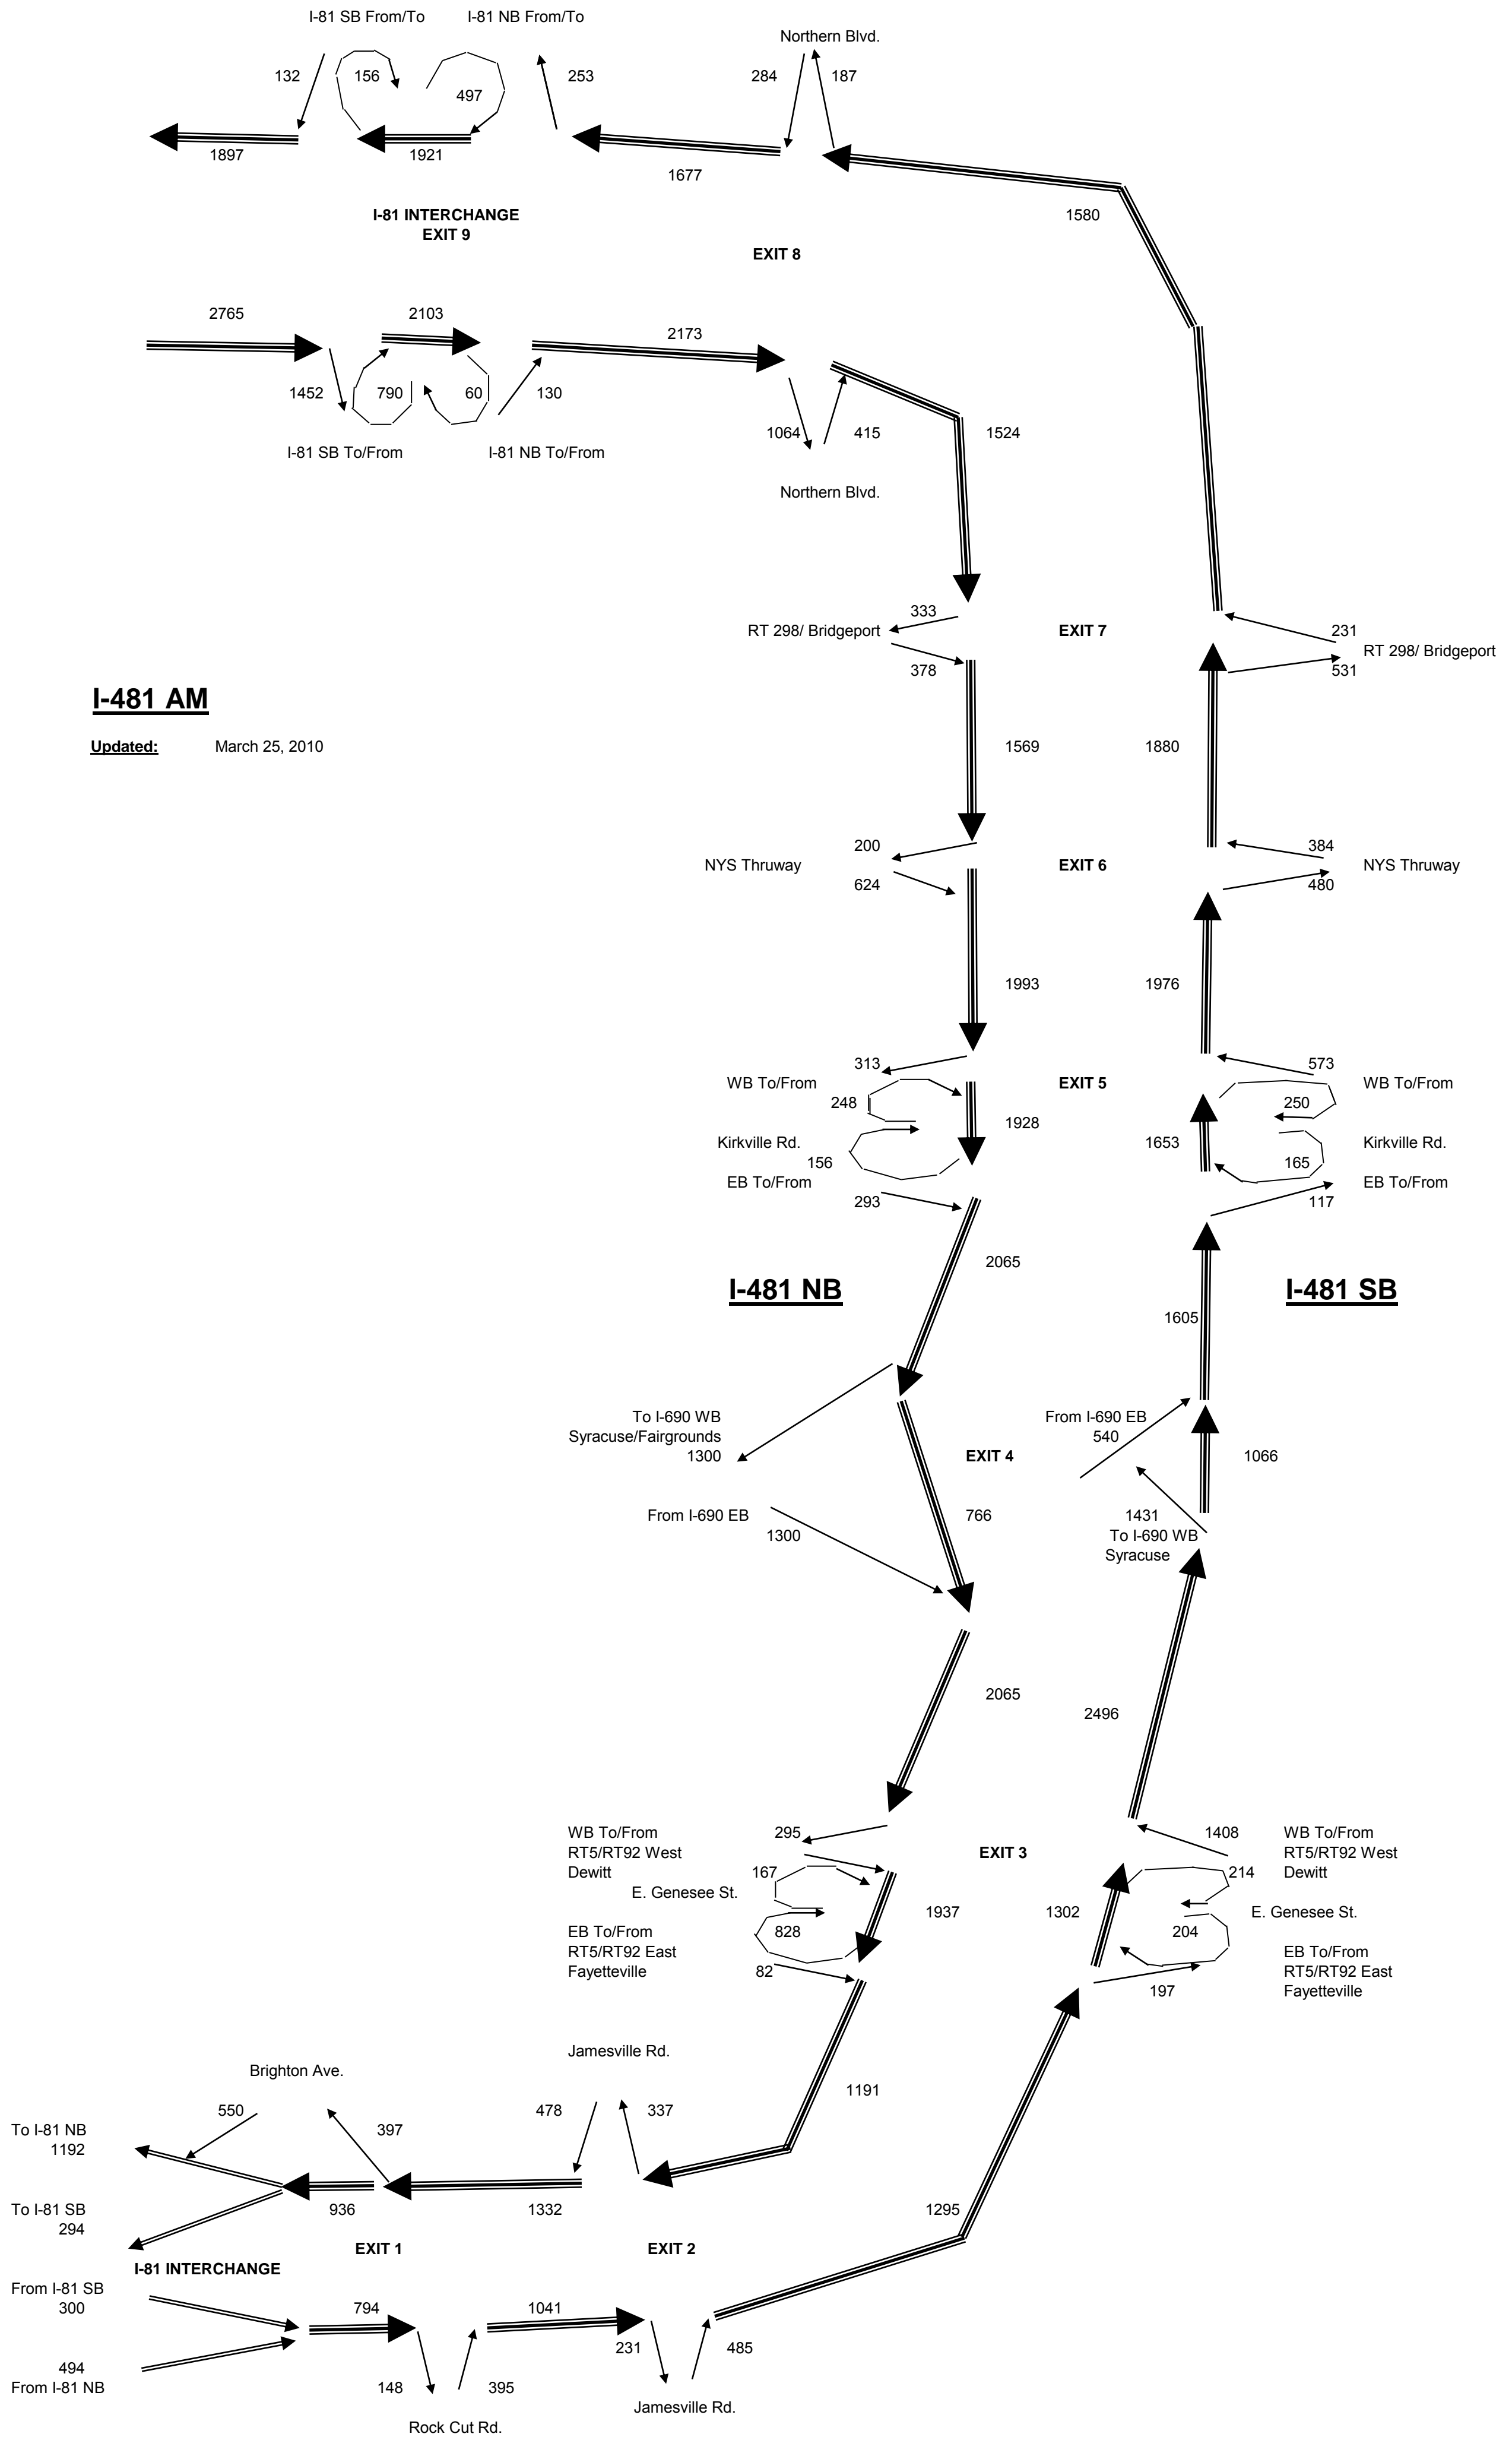 I-81 SB From/To I-81 NB From/To
Northern Blvd.
132 156 497 253 284 187
1897 1921 1677
I-81 INTERCHANGE
EXIT 9
1580
EXIT 8
2765 2103 2173
1452 790 60 130
1064 415 1524
I-81 SB To/From I-81 NB To/From
Northern Blvd.
333
RT 298/ Bridgeport EXIT 7 231
RT 298/ Bridgeport
378 531
I-481 AM
Updated: March 25, 2010
1569 1880
200 384
NYS Thruway EXIT 6 NYS Thruway
624 480
1993 1976
313 573
WB To/From EXIT 5 WB To/From
248 250
1928
Kirkville Rd. 1653 Kirkville Rd.
156 165
EB To/From EB To/From
293 117
2065
I-481 NB I-481 SB
1605
To I-690 WB From I-690 EB
Syracuse/Fairgrounds 540
1300 EXIT 4 1066
From I-690 EB 766 1431
1300 To I-690 WB
Syracuse
2065
2496
WB To/From 295 1408 WB To/From
RT5/RT92 West EXIT 3 RT5/RT92 West
Dewitt 167 214 Dewitt
E. Genesee St.
1937 1302 E. Genesee St.
EB To/From 828 204
RT5/RT92 East EB To/From
Fayetteville 82 RT5/RT92 East
197 Fayetteville
Jamesville Rd.
Brighton Ave. 1191
550 478 337
To I-81 NB 397
1192
To I-81 SB 936 1332 1295
294
EXIT 1 EXIT 2
I-81 INTERCHANGE
From I-81 SB
300 794 1041
231 485
494
From I-81 NB 148 395
Jamesville Rd.
Rock Cut Rd.